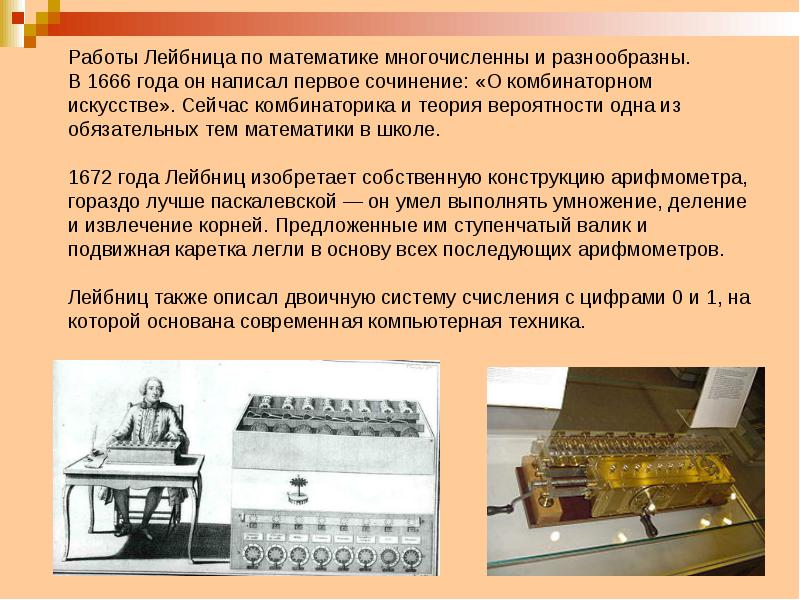 Работы Лейбница по математике многочисленны и разнообразны.
В 1666 года он написал первое сочинение: «О комбинаторном
искусстве». Сейчас комбинаторика и теория вероятности одна из
обязательных тем математики в школе.
1672 года Лейбниц изобретает собственную конструкцию арифмометра,
гораздо лучше паскалевской — он умел выполнять умножение, деление
и извлечение корней. Предложенные им ступенчатый валик и
подвижная каретка легли в основу всех последующих арифмометров.
Лейбниц также описал двоичную систему счисления с цифрами 0 и 1, на
которой основана современная компьютерная техника.